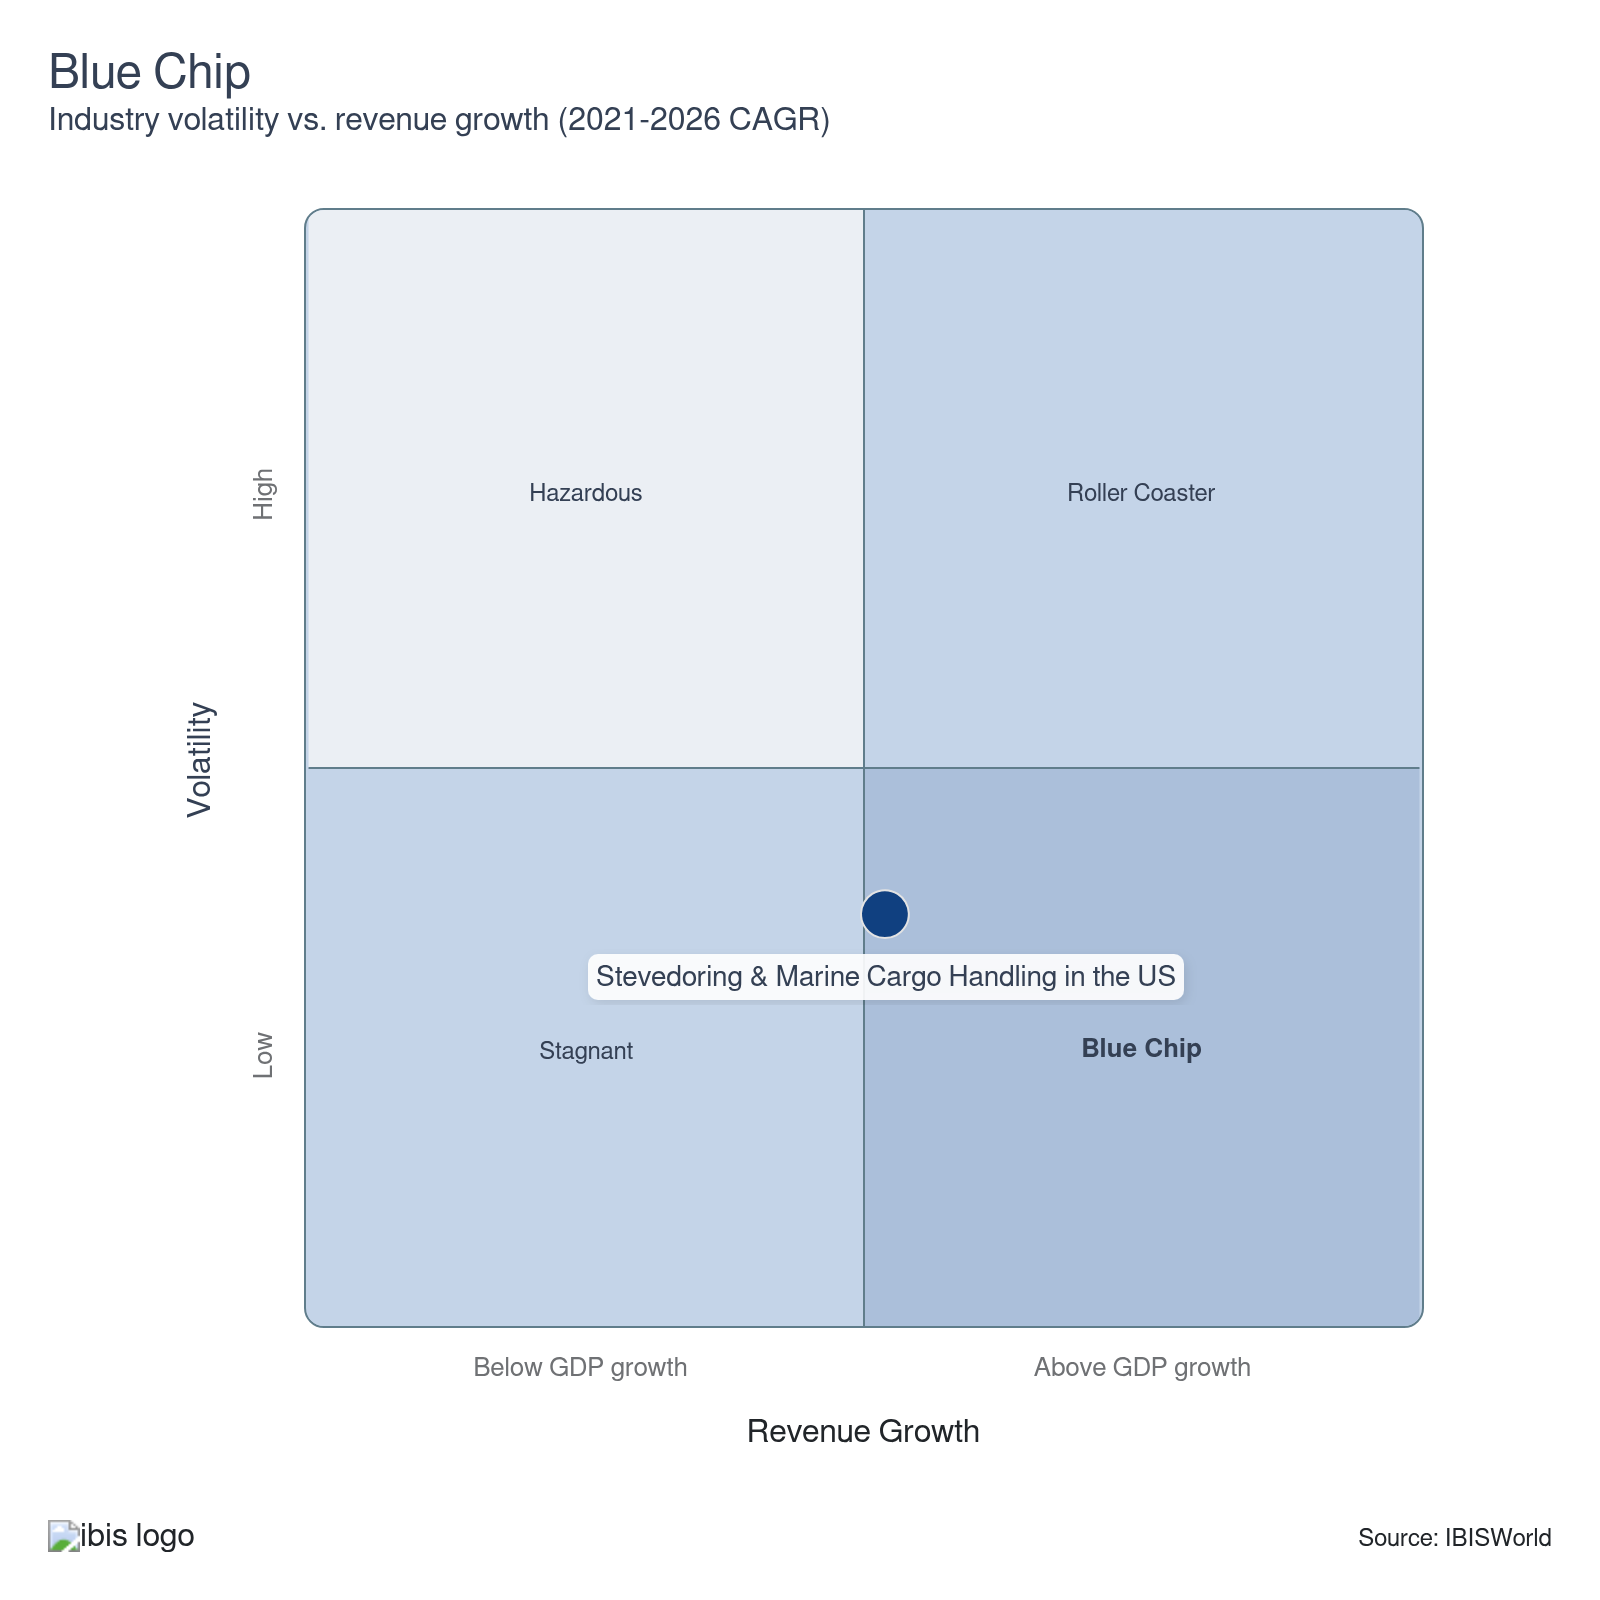 Blue Chip
Industry volatility vs. revenue growth (2021-2026 CAGR)
High
Hazardous
Roller Coaster
Volatility
Stevedoring & Marine Cargo Handling in the US
Low
Stagnant
Blue Chip
Below GDP growth
Above GDP growth
Revenue Growth
ibis logo
Source: IBISWorld